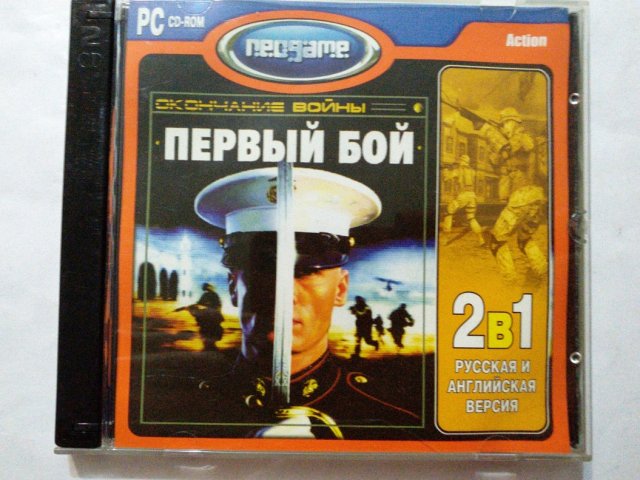 PC CD-ROM
neogame
Action
ОКОНЧАНИЕ ВОЙНЫ
ПЕРВЫЙ БОЙ
2в1
РУССКАЯ И
АНГЛИЙСКАЯ
ВЕРСИЯ